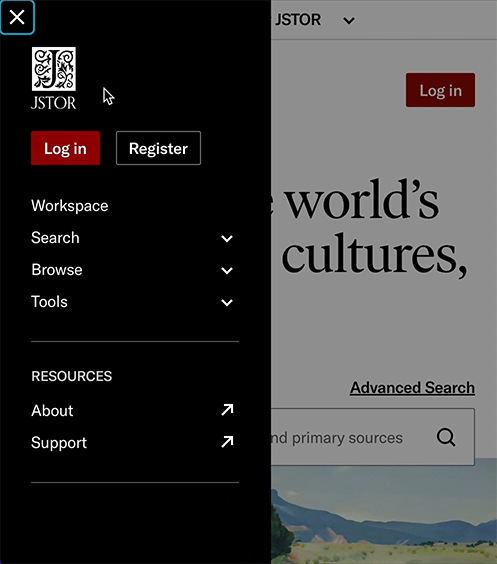 JSTOR
JSTOR
Log in
Register
Log in
world's
cultures,
Workspace
Search
Browse
Tools
RESOURCES
About
Support
Advanced Search
primary sources